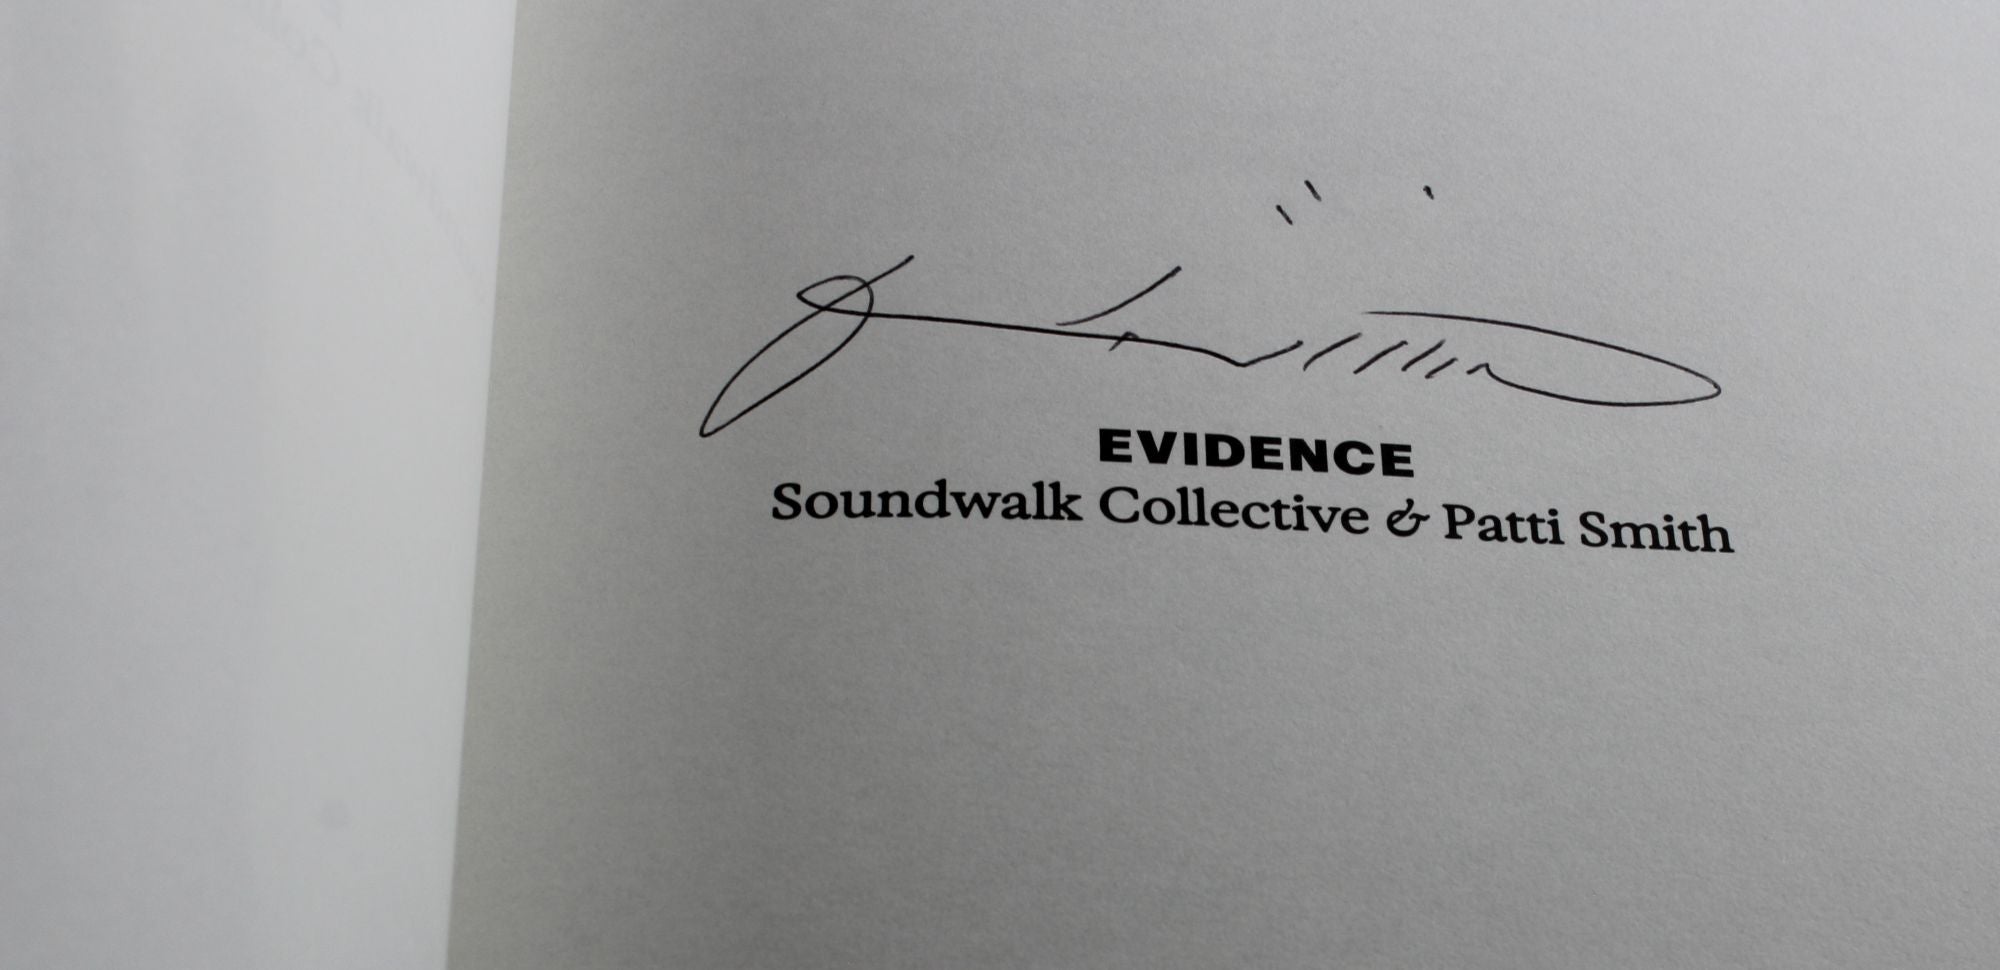 EVIDENCE
Soundwalk Collective & Patti Smith